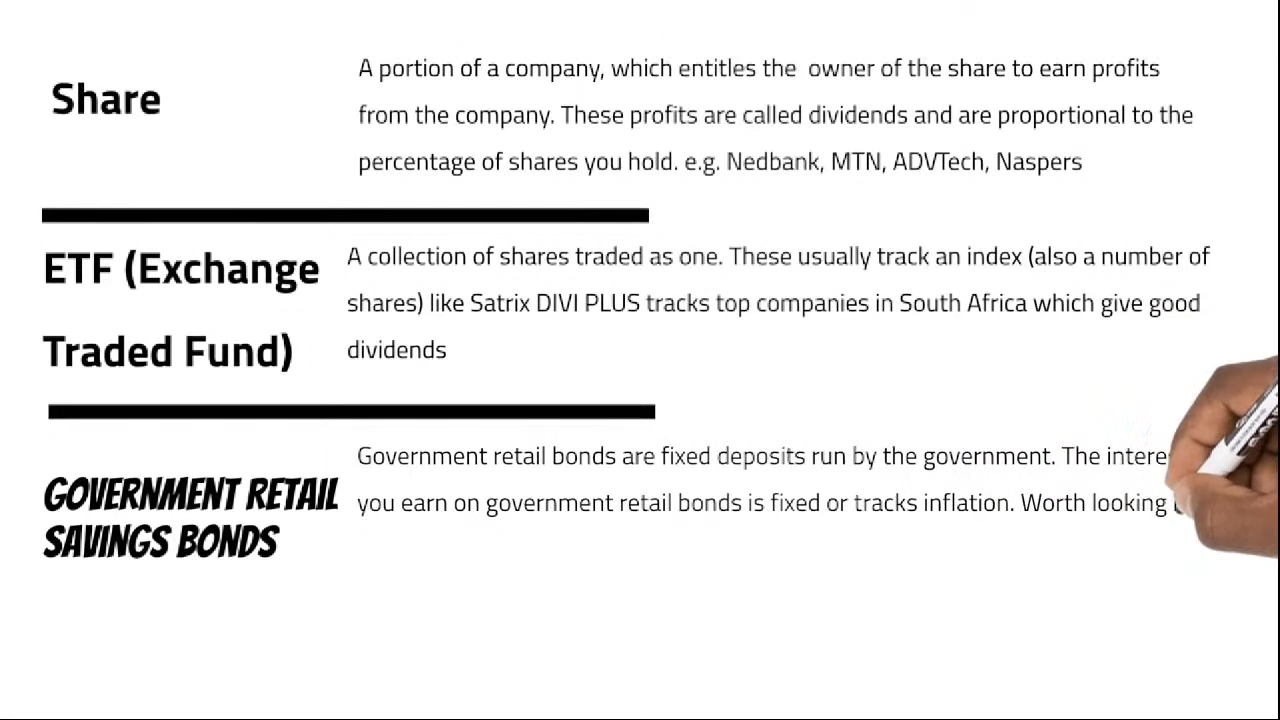 Share
A portion of a company, which entitles the owner of the share to earn profits
from the company. These profits are called dividends and are proportional to the
percentage of shares you hold. e.g. Nedbank, MTN, ADVTech, Naspers
ETF (Exchange
Traded Fund)
A collection of shares traded as one. These usually track an index (also a number of
shares) like Satrix DIVI PLUS tracks top companies in South Africa which give good
dividends
GOVERNMENT RETAIL
SAVINGS BONDS
Government retail bonds are fixed deposits run by the government. The
you earn on government retail bonds is fixed or tracks inflation. Worth looking